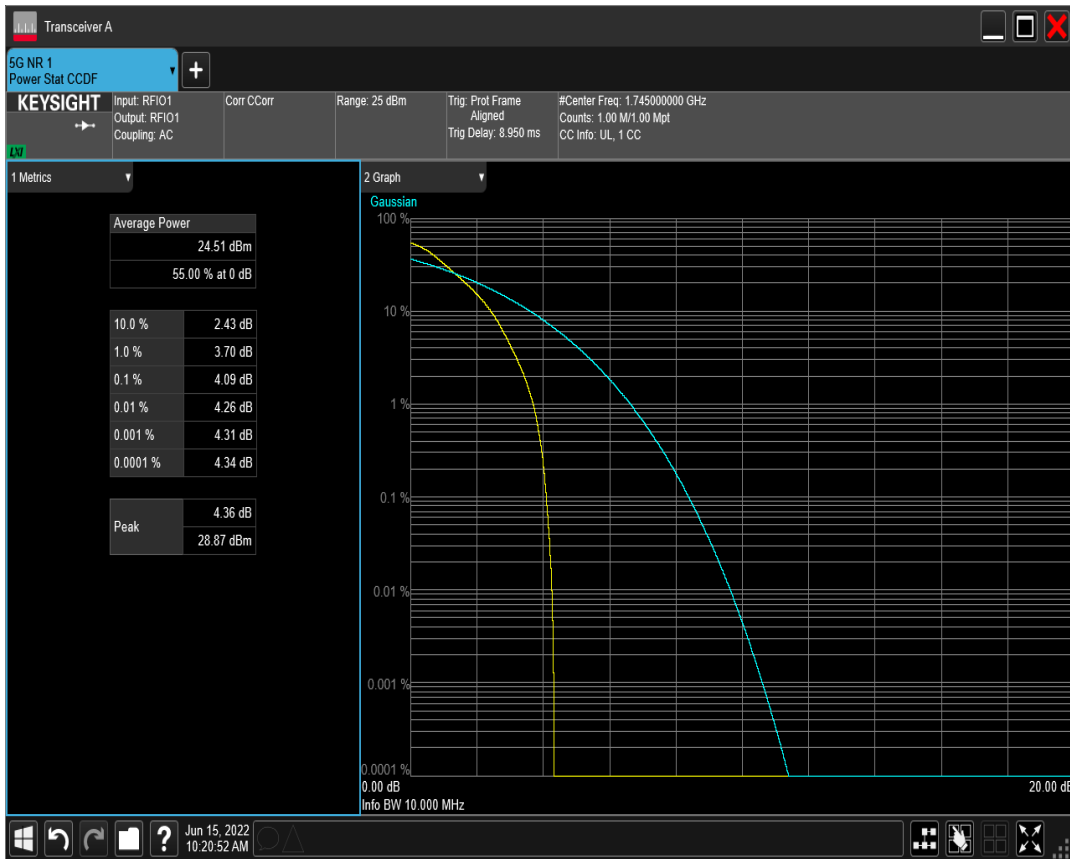 Transceiver A
5G NR 1
Power Stat CCDF
KEYSIGHT
LXI
Input: RFIO1
Output: RFIO1
Coupling: AC
Corr CCorr
Range: 25 dBm
Trig: Prot Frame
Aligned
Trig Delay: 8.950 ms
#Center Freq: 1.745000000 GHz
Counts: 1.00 M/1.00 Mpt
CC Info: UL, 1 CC
1 Metrics
Average Power
24.51 dBm
55.00 % at 0 dB
10.0 % 2.43 dB
1.0 % 3.70 dB
0.1 % 4.09 dB
0.01 % 4.26 dB
0.001 % 4.31 dB
0.0001 % 4.34 dB
Peak 4.36 dB
28.87 dBm
2 Graph
Gaussian
100 %
10 %
1 %
0.1 %
0.01 %
0.001 %
0.0001 %
0.00 dB 20.00 dB
Info BW 10.000 MHz
? Jun 15, 2022
10:20:52 AM